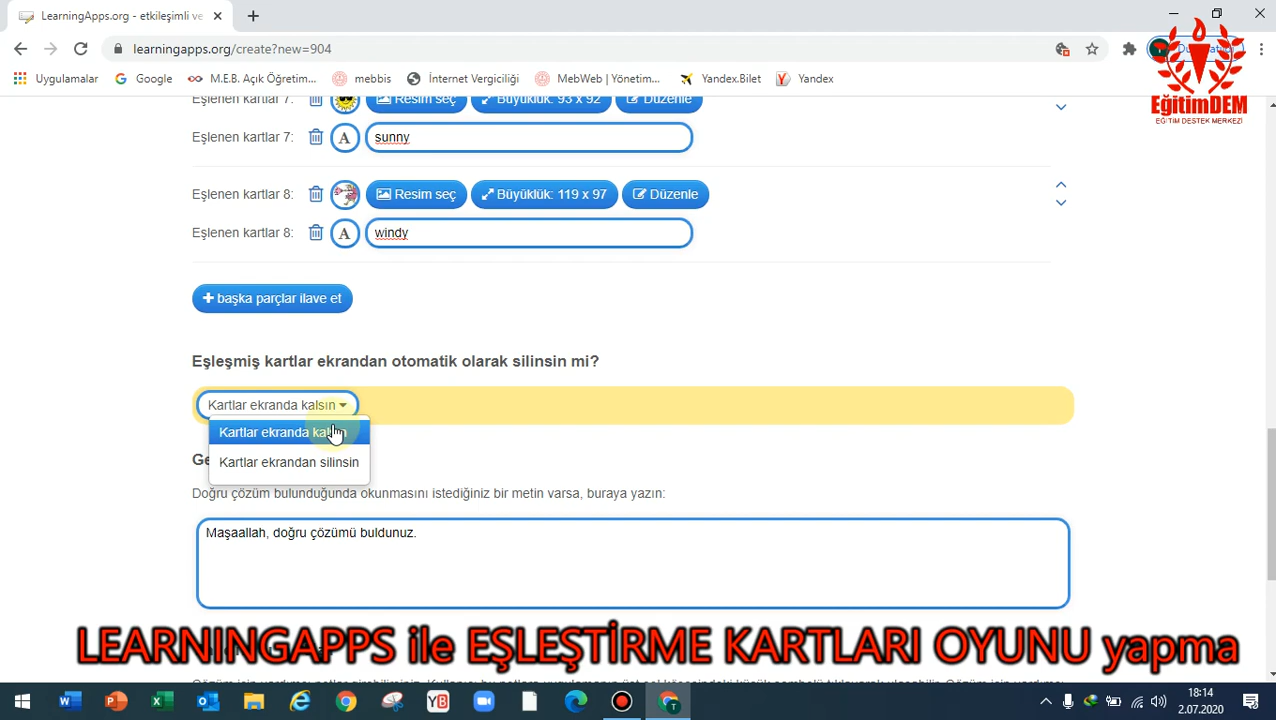 LearningApps.org - etkileşimli ve
learningapps.org/create?new=904
Uygulamalar
Google
M.E.B. Açık Öğretim...
mebbis
İnternet Vergiciliği
MebWeb | Yönetim...
Yandex.Bilet
Yandex
EğitimDEM
EĞİTİM DESTEK MERKEZİ
Eşlenen kartlar 7:
Resim seç
Büyüklük: 93 x 92
Düzenle
Eşlenen kartlar 7:
A
sunny
Eşlenen kartlar 8:
Resim seç
Büyüklük: 119 x 97
Düzenle
Eşlenen kartlar 8:
A
windy
başka parçlar ilave et
Eşleşmiş kartlar ekrandan otomatik olarak silinsin mi?
Kartlar ekranda kalsın
Kartlar ekranda
Kartlar ekrandan silinsin
Doğru çözüm bulunduğunda okunmasını istediğiniz bir metin varsa, buraya yazın:
Maşaallah, doğru çözümü buldunuz.
LEARNINGAPPS ile EŞLEŞTİRME KARTLARI OYUNU yapma
18:14
2.07.2020